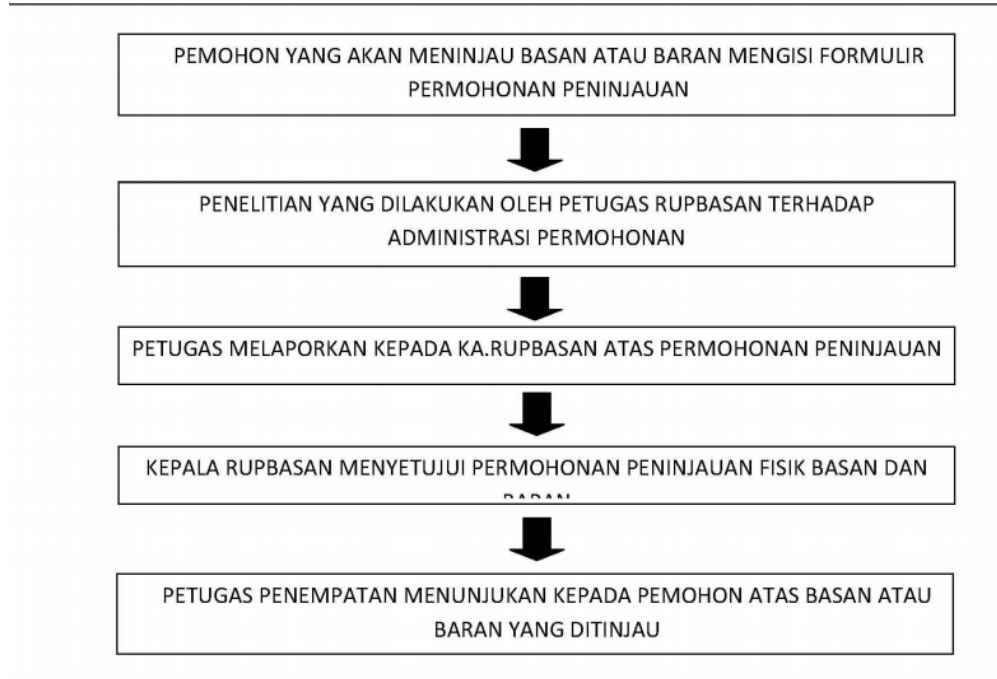 PEMOHON YANG AKAN MENINJAU BASAN ATAU BARAN MENGISI FORMULIR
PERMOHONAN PENINJAUAN
PENELITIAN YANG DILAKUKAN OLEH PETUGAS RUPBASAN TERHADAP
ADMINISTRASI PERMOHONAN
PETUGAS MELAPORKAN KEPADA KA.RUPBASAN ATAS PERMOHONAN PENINJAUAN
KEPALA RUPBASAN MENYETUJUI PERMOHONAN PENINJAUAN FISIK BASAN DAN
PETUGAS PENEMPATAN MENUNJUKAN KEPADA PEMOHON ATAS BASAN ATAU
BARAN YANG DITINJAU